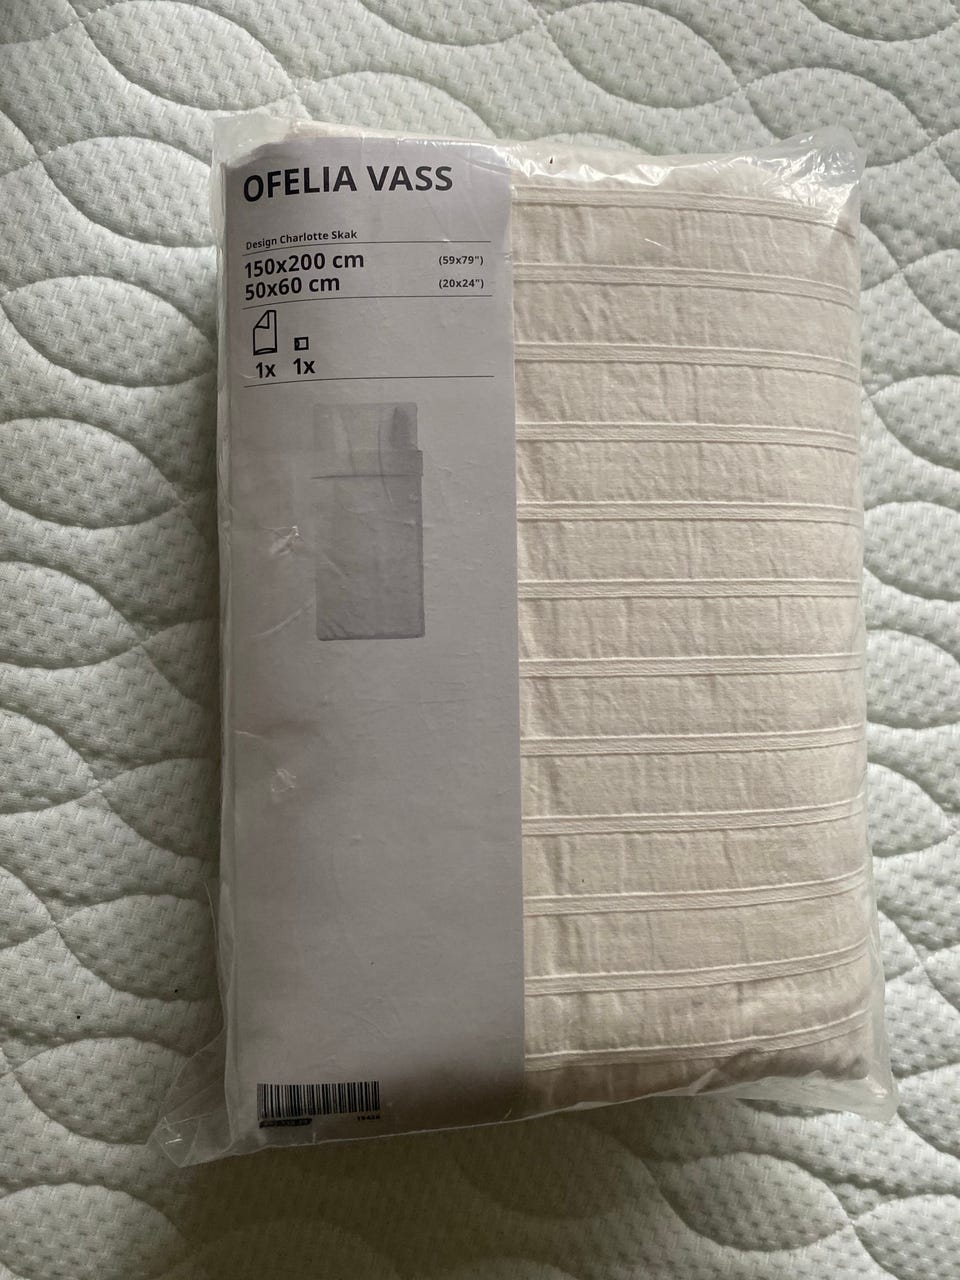 OFELIA VASS
Design Charlotte Skak
150x200 cm (59x79")
50x60 cm (20x24")
1x 1x